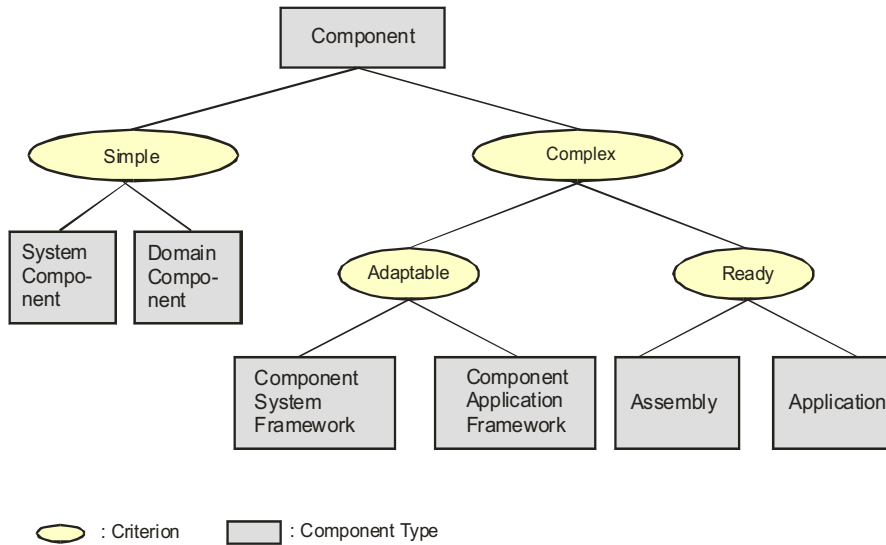 Component
Simple
Complex
System
Compo-
nent
Domain
Compo-
nent
Adaptable
Ready
Component
System
Framework
Component
Application
Framework
Assembly
Application
: Criterion
: Component Type